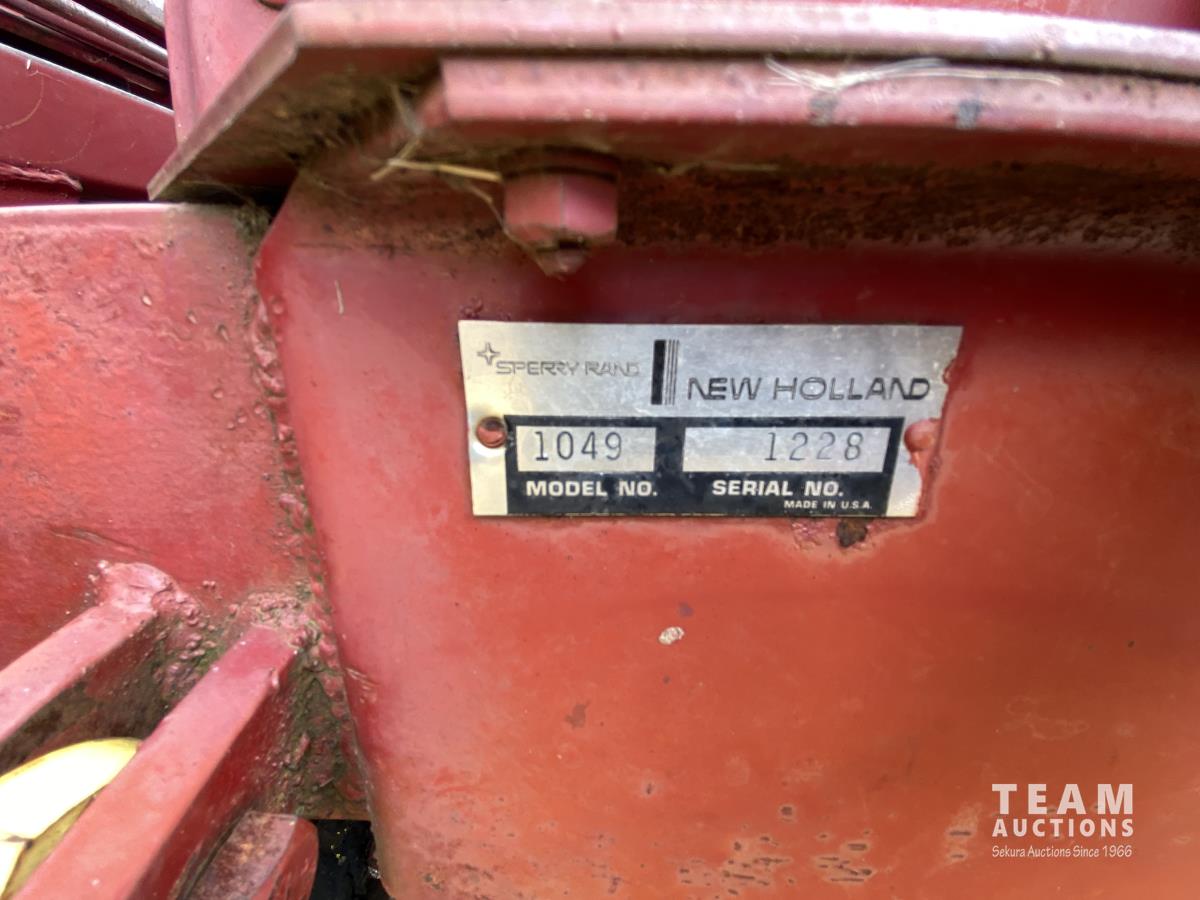 SPERRY RAND
NEW HOLLAND
1049 1228
MODEL NO. SERIAL NO.
MADE IN U.S.A.
TEAM
AUCTIONS
Sekura Auctions Since 1966